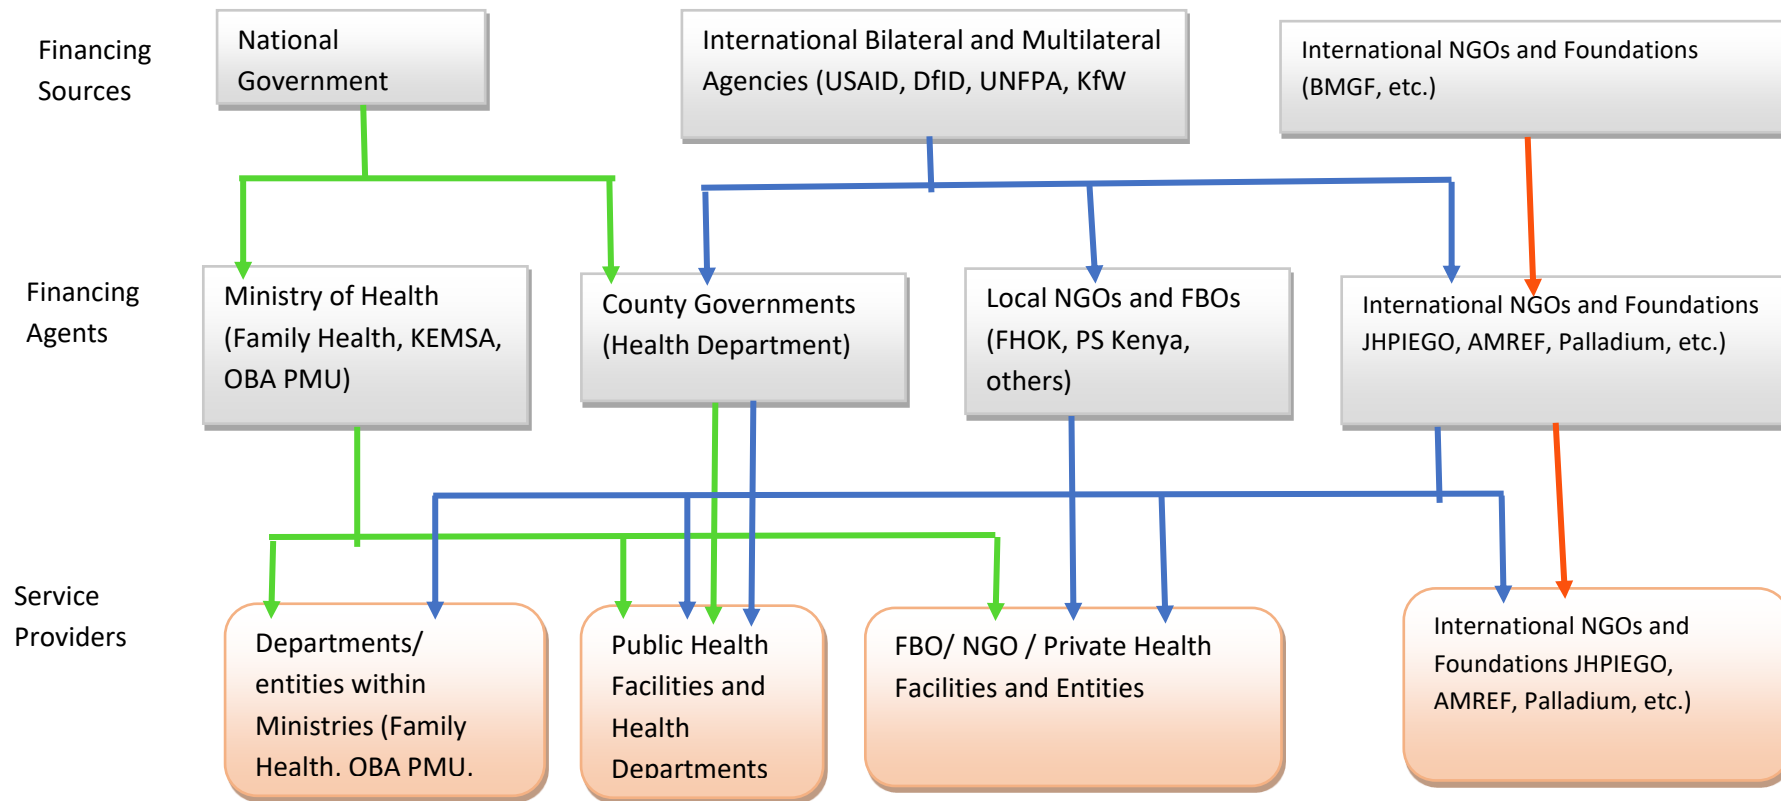 Financing
Sources
National
Government
International Bilateral and Multilateral
Agencies (USAID, DfID, UNFPA, KfW
International NGOs and Foundations
(BMGF, etc.)
Financing
Agents
Ministry of Health
(Family Health, KEMSA,
OBA PMU)
County Governments
(Health Department)
Local NGOs and FBOs
(FHOK, PS Kenya,
others)
International NGOs and Foundations
JHPIEGO, AMREF, Palladium, etc.)
Service
Providers
Departments/
entities within
Ministries (Family
Health, OBA PMU,
Public Health
Facilities and
Health
Departments
FBO/ NGO / Private Health
Facilities and Entities
International NGOs and
Foundations JHPIEGO,
AMREF, Palladium, etc.)